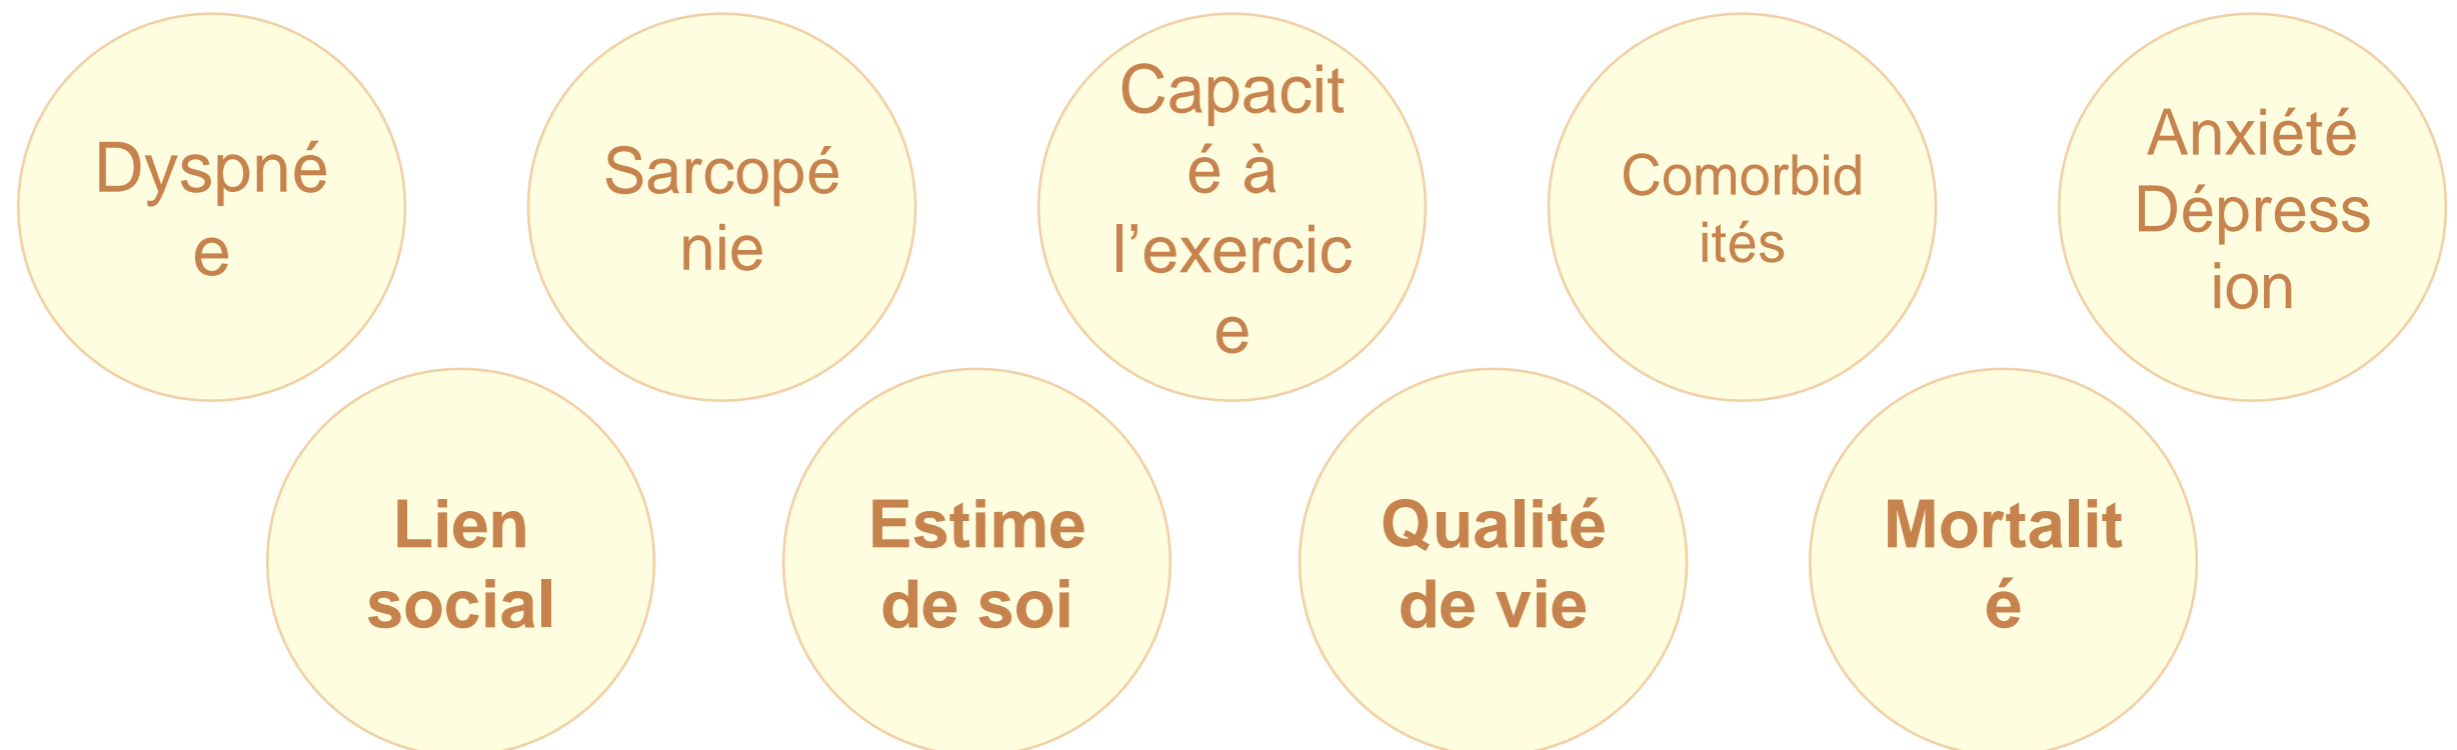 Dyspné
e
Sarcopé
nie
Capacit
é à
l’exercic
e
Comorbid
ités
Anxiété
Dépress
ion
Lien
social
Estime
de soi
Qualité
de vie
Mortalit
é